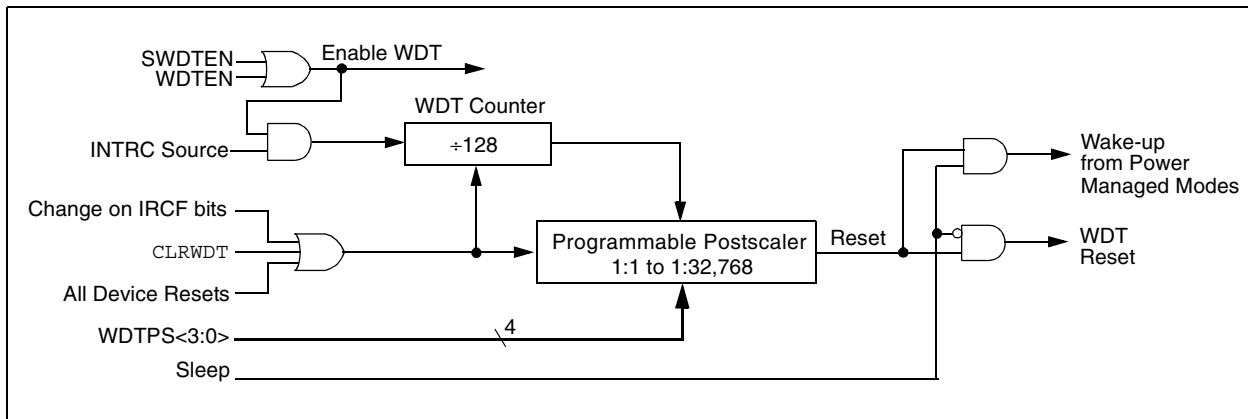 SWDTEN
WDTEN
Enable WDT
WDT Counter
÷128
INTRC Source
Wake-up
from Power
Managed Modes
Change on IRCF bits
CLRWDT
All Device Resets
Programmable Postscaler
1:1 to 1:32,768
Reset
WDT
Reset
WDTPS<3:0>
4
Sleep